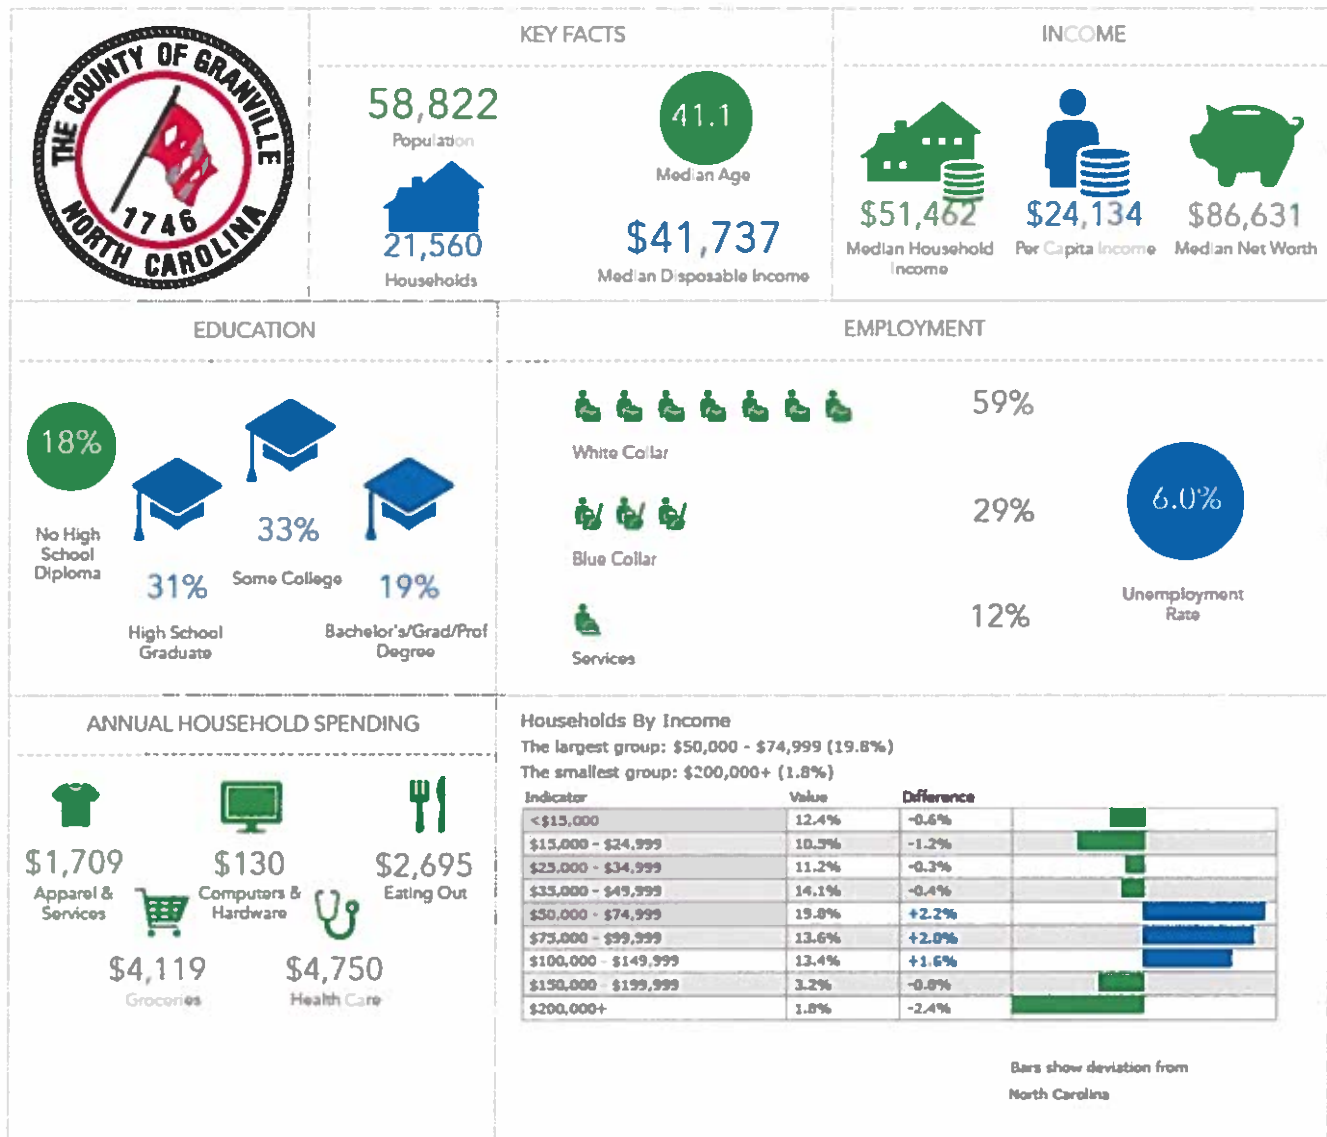 THE COUNTY OF GRANVILLE
1746
NORTH CAROLINA
KEY FACTS
58,822
Population
41.1
Median Age
21,560
Households
$41,737
Median Disposable Income
INCOME
$51,462
Median Household
Income
$24,134
Per Capita Income
$86,631
Median Net Worth
EDUCATION
18%
No High
School
Diploma
31%
High School
Graduate
33%
Some College
19%
Bachelor's/Grad/Prof
Degree
EMPLOYMENT
59%
White Collar
29%
Blue Collar
12%
Services
6.0%
Unemployment
Rate
ANNUAL HOUSEHOLD SPENDING
$1,709
Apparel &
Services
$130
Computers &
Hardware
$2,695
Eating Out
$4,119
Groceries
$4,750
Health Care
Households By Income
The largest group: $50,000 - $74,999 (19.8%)
The smallest group: $200,000+ (1.8%)
Indicator Value Difference
<$15,000 12.4% -0.6%
$15,000 - $24,999 10.5% -1.2%
$25,000 - $34,999 11.2% -0.3%
$35,000 - $49,999 14.1% -0.4%
$50,000 - $74,999 19.8% +2.2%
$75,000 - $99,999 13.6% +2.0%
$100,000 - $149,999 13.4% +1.6%
$150,000 - $199,999 3.2% -0.8%
$200,000+ 1.8% -2.4%
Bars show deviation from
North Carolina